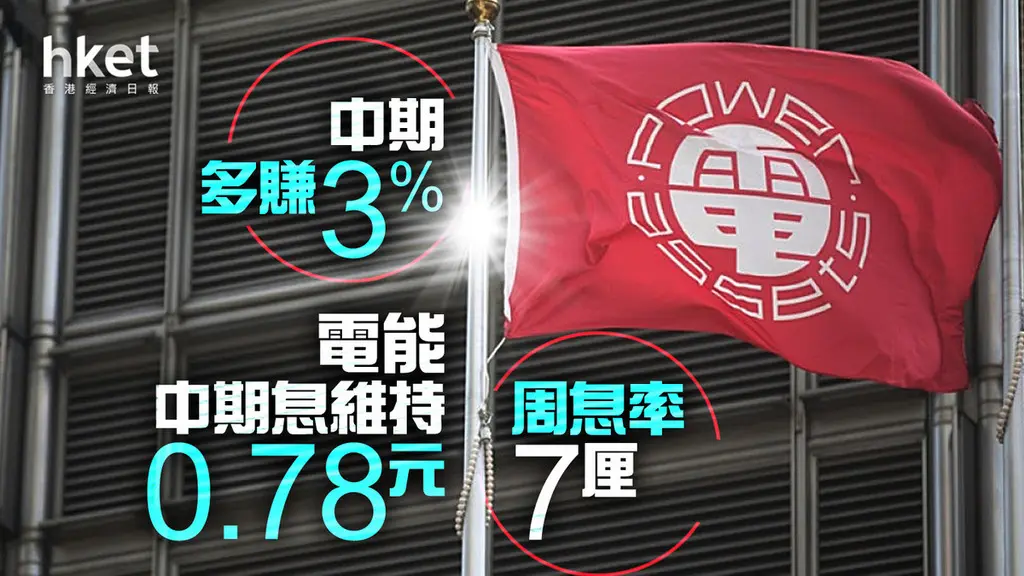 hket
香港經濟日報
中期
多賺3%
電能
中期息維持
0.78元
周息率
7厘
POWER
電
assets